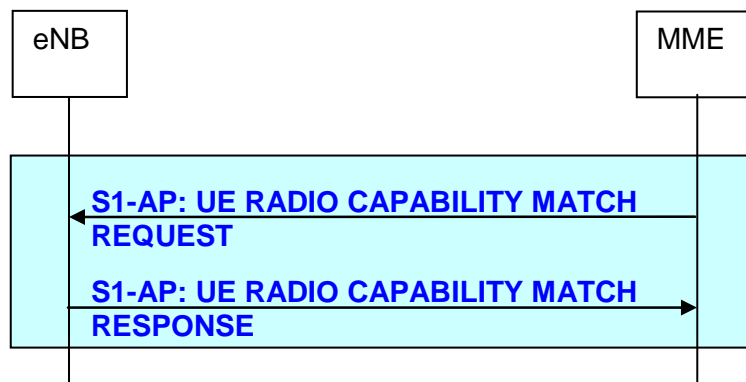 eNB
MME
S1-AP: UE RADIO CAPABILITY MATCH
REQUEST
S1-AP: UE RADIO CAPABILITY MATCH
RESPONSE